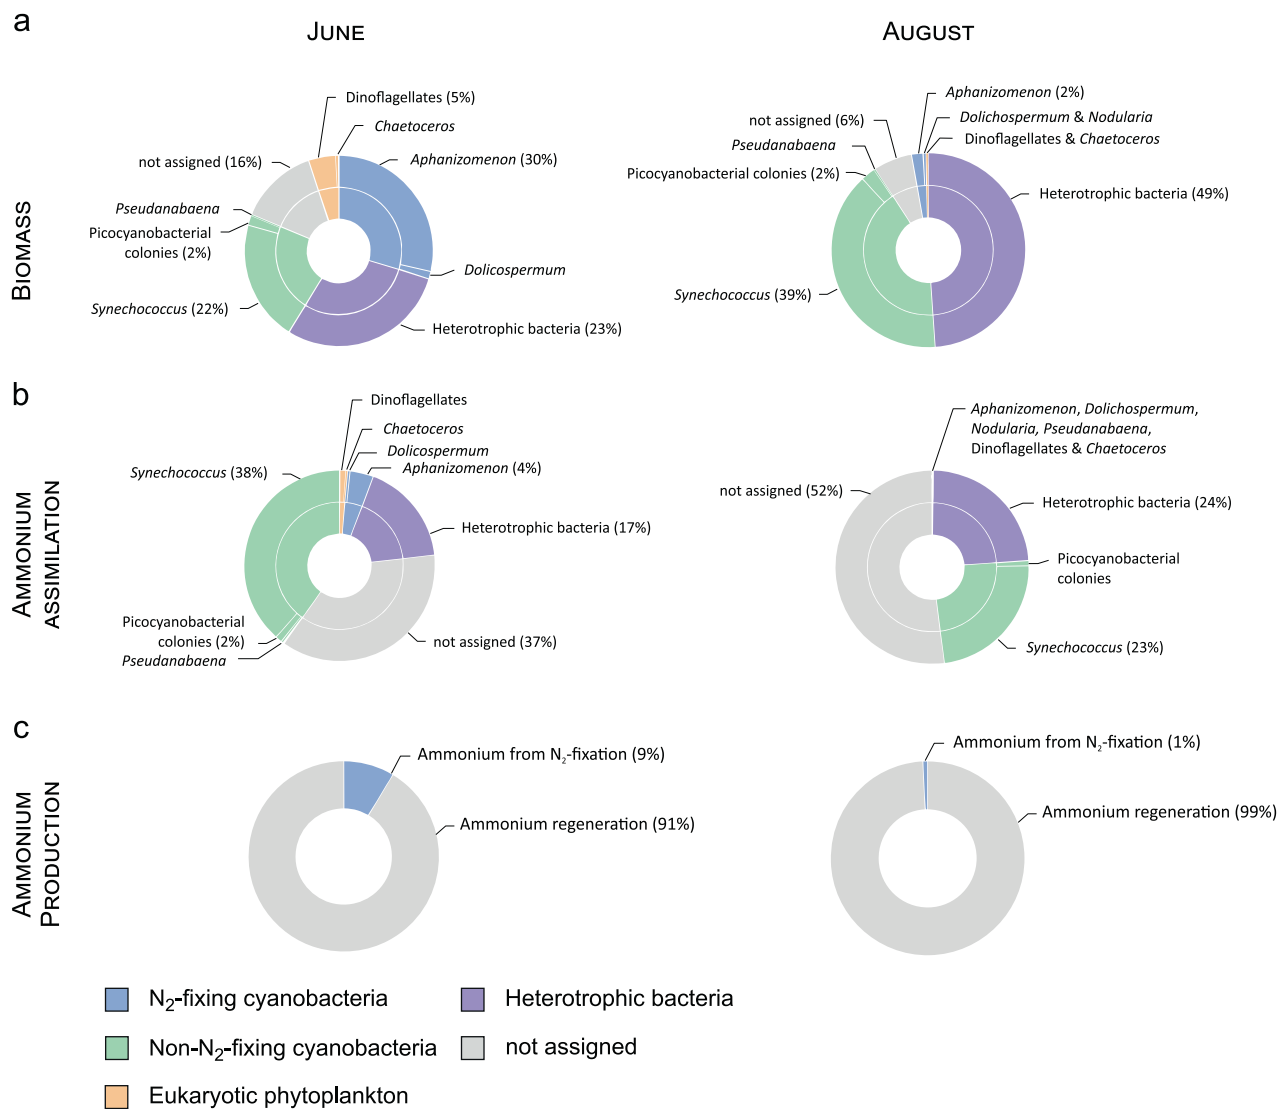 a
JUNE
AUGUST
BIOMASS
Dinoflagellates (5%)
Chaetoceros
Aphanizomenon (30%)
not assigned (16%)
Pseudanabaena
Picocyanobacterial
colonies (2%)
Dolicospermum
Synechococcus (22%)
Heterotrophic bacteria (23%)
Aphanizomenon (2%)
Dolichospermum & Nodularia
not assigned (6%)
Dinoflagellates & Chaetoceros
Pseudanabaena
Picocyanobacterial colonies (2%)
Heterotrophic bacteria (49%)
Synechococcus (39%)
b
AMMONIUM
ASSIMILATION
Dinoflagellates
Chaetoceros
Dolicospermum
Aphanizomenon (4%)
Synechococcus (38%)
Heterotrophic bacteria (17%)
Picocyanobacterial
colonies (2%)
not assigned (37%)
Pseudanabaena
Aphanizomenon, Dolichospermum,
Nodularia, Pseudanabaena,
Dinoflagellates & Chaetoceros
not assigned (52%)
Heterotrophic bacteria (24%)
Picocyanobacterial
colonies
Synechococcus (23%)
c
AMMONIUM
PRODUCTION
Ammonium from N₂-fixation (9%)
Ammonium regeneration (91%)
Ammonium from N₂-fixation (1%)
Ammonium regeneration (99%)
N₂-fixing cyanobacteria
Heterotrophic bacteria
Non-N₂-fixing cyanobacteria
not assigned
Eukaryotic phytoplankton